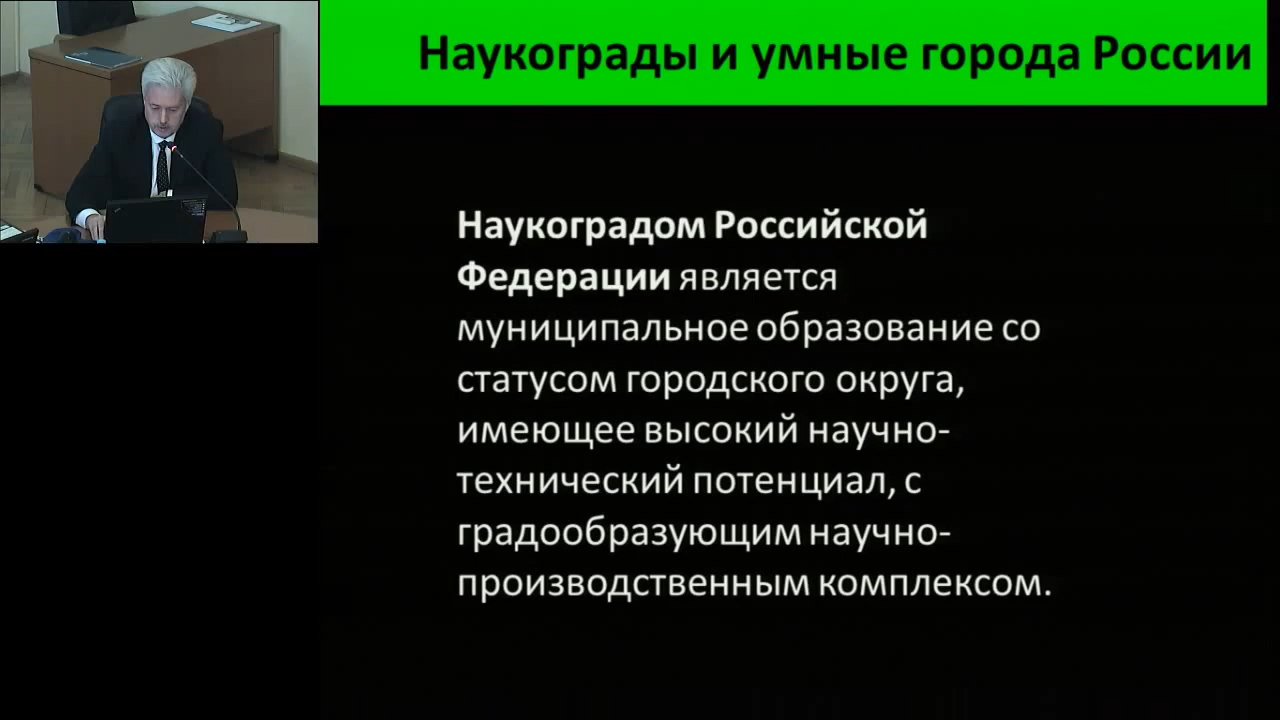 Наукограды и умные города России
Наукоградом Российской
Федерации является
муниципальное образование со
статусом городского округа,
имеющее высокий научно-
технический потенциал, с
градообразующим научно-
производственным комплексом.